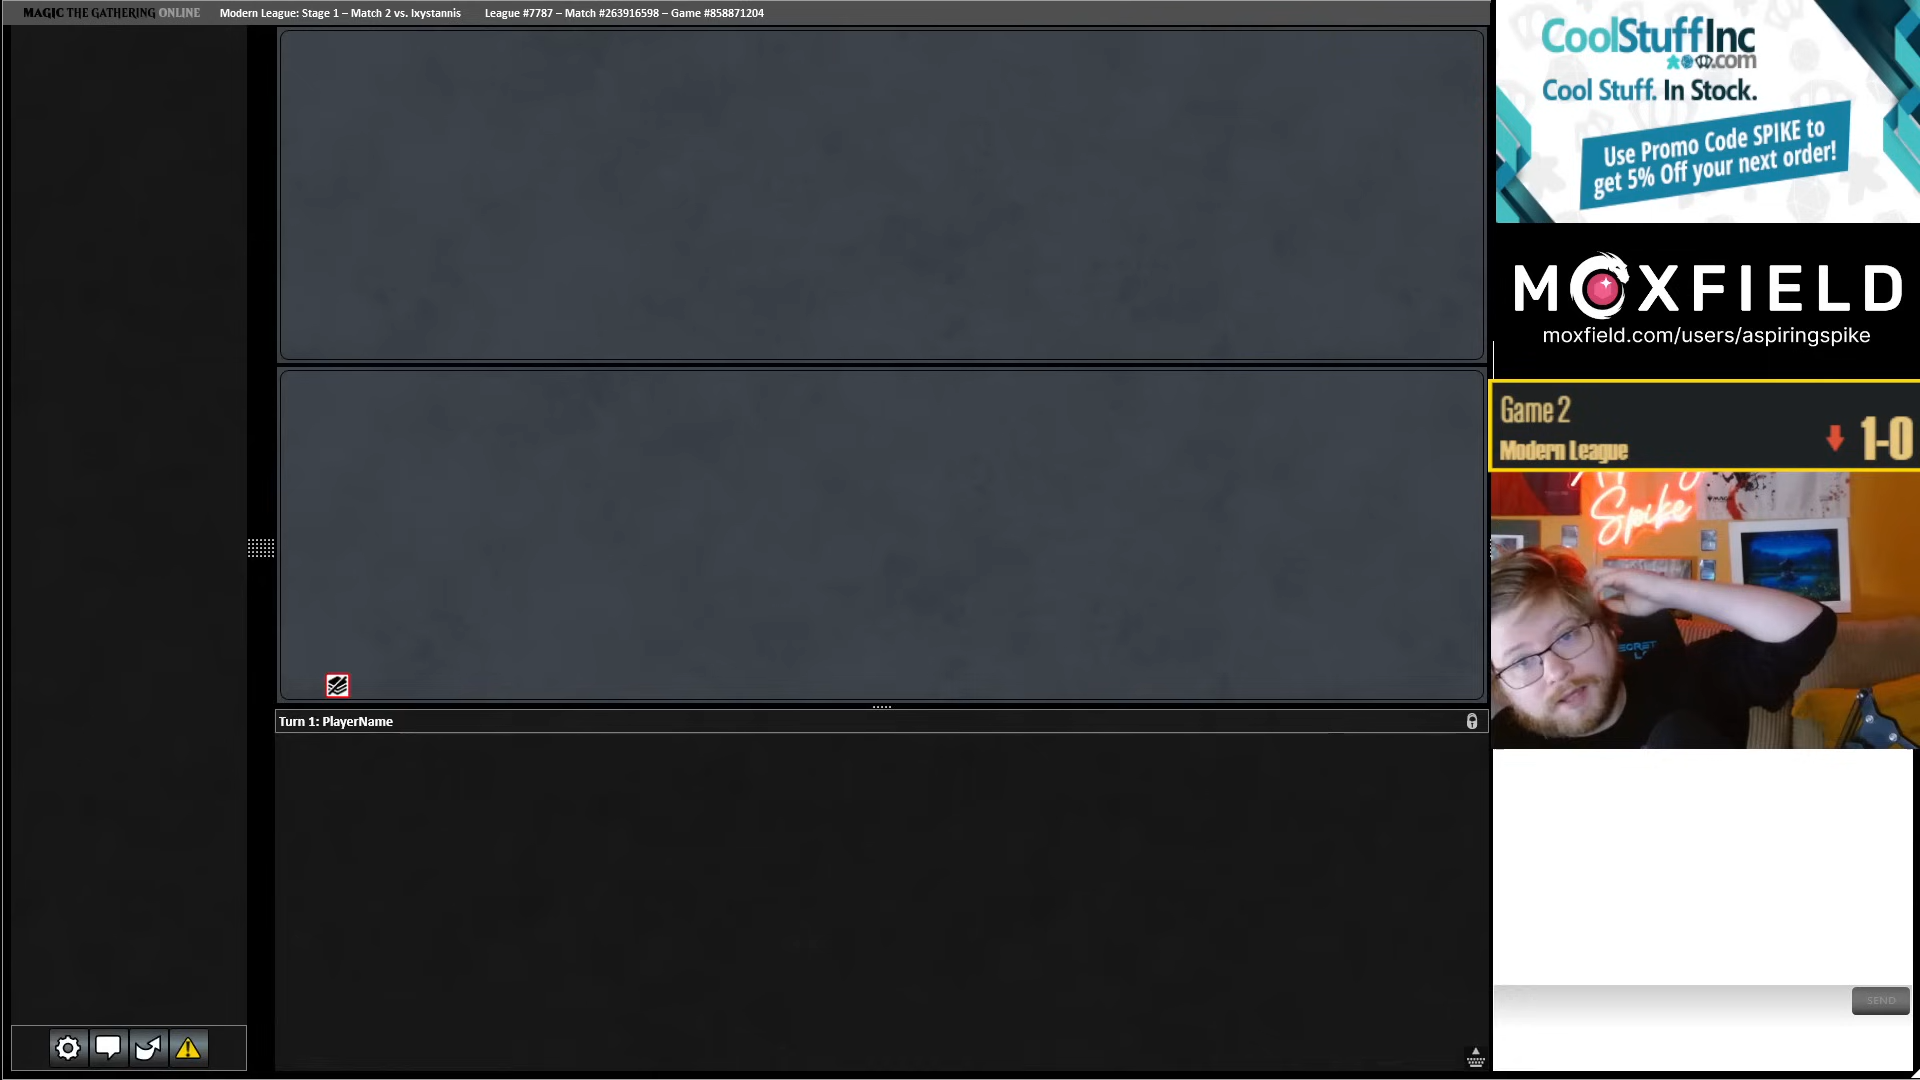 MAGIC THE GATHERING ONLINE
Modern League: Stage 1 – Match 2 vs. Ixystannis
League #7787 – Match #263916598 – Game #858871204
CoolStuffInc
.com
Cool Stuff. In Stock.
Use Promo Code SPIKE to
get 5% Off your next order!
MOXFIELD
moxfield.com/users/aspiringspike
Game 2
Modern League
1-0
Spike
Turn 1: PlayerName
SEND